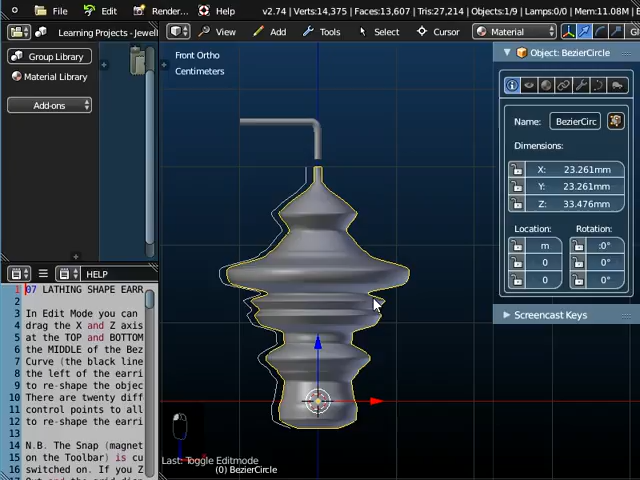 File Edit Render.. Help v2.74 | Verts:14,375 | Faces:13,607 | Tris:27,214 | Objects:1/9 | Lamps:0/0 | Mem:11.08M
Learning Projects - Jewell
View Add Tools Select Cursor Material
Group Library
Material Library
Add-ons
Front Ortho
Centimeters
Object: BezierCircle
Name: BezierCirc
Dimensions:
X: 23.261mm
Y: 23.261mm
Z: 33.476mm
Location: Rotation:
m :0°
0 0°
0 0°
Screencast Keys
HELP
1 07 LATHING SHAPE EARR
2
3 In Edit Mode you can
4 drag the X and Z axis
5 at the TOP and BOTTOM
6 the MIDDLE of the Bez
7 Curve (the black line
8 the left of the earri
9 to re-shape the objec
10 There are twenty diff
11 control points to all
12 to re-shape the earri
13
14 N.B. The Snap (magnet
15 on the Toolbar) is cu
16 switched on. If you Z
Last: Toggle Editmode
(0) BezierCircle